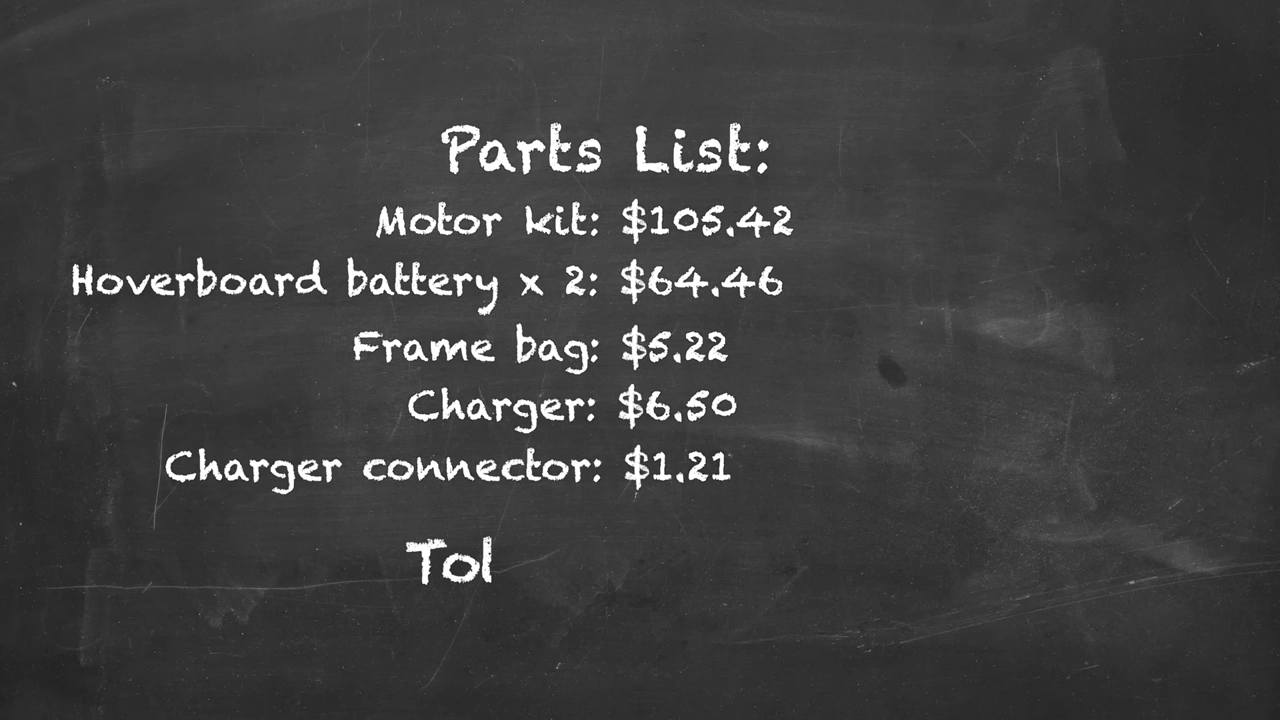 Parts List:
Motor kit: $105.42
Hoverboard battery x 2: $64.46
Frame bag: $5.22
Charger: $6.50
Charger connector: $1.21
Tol